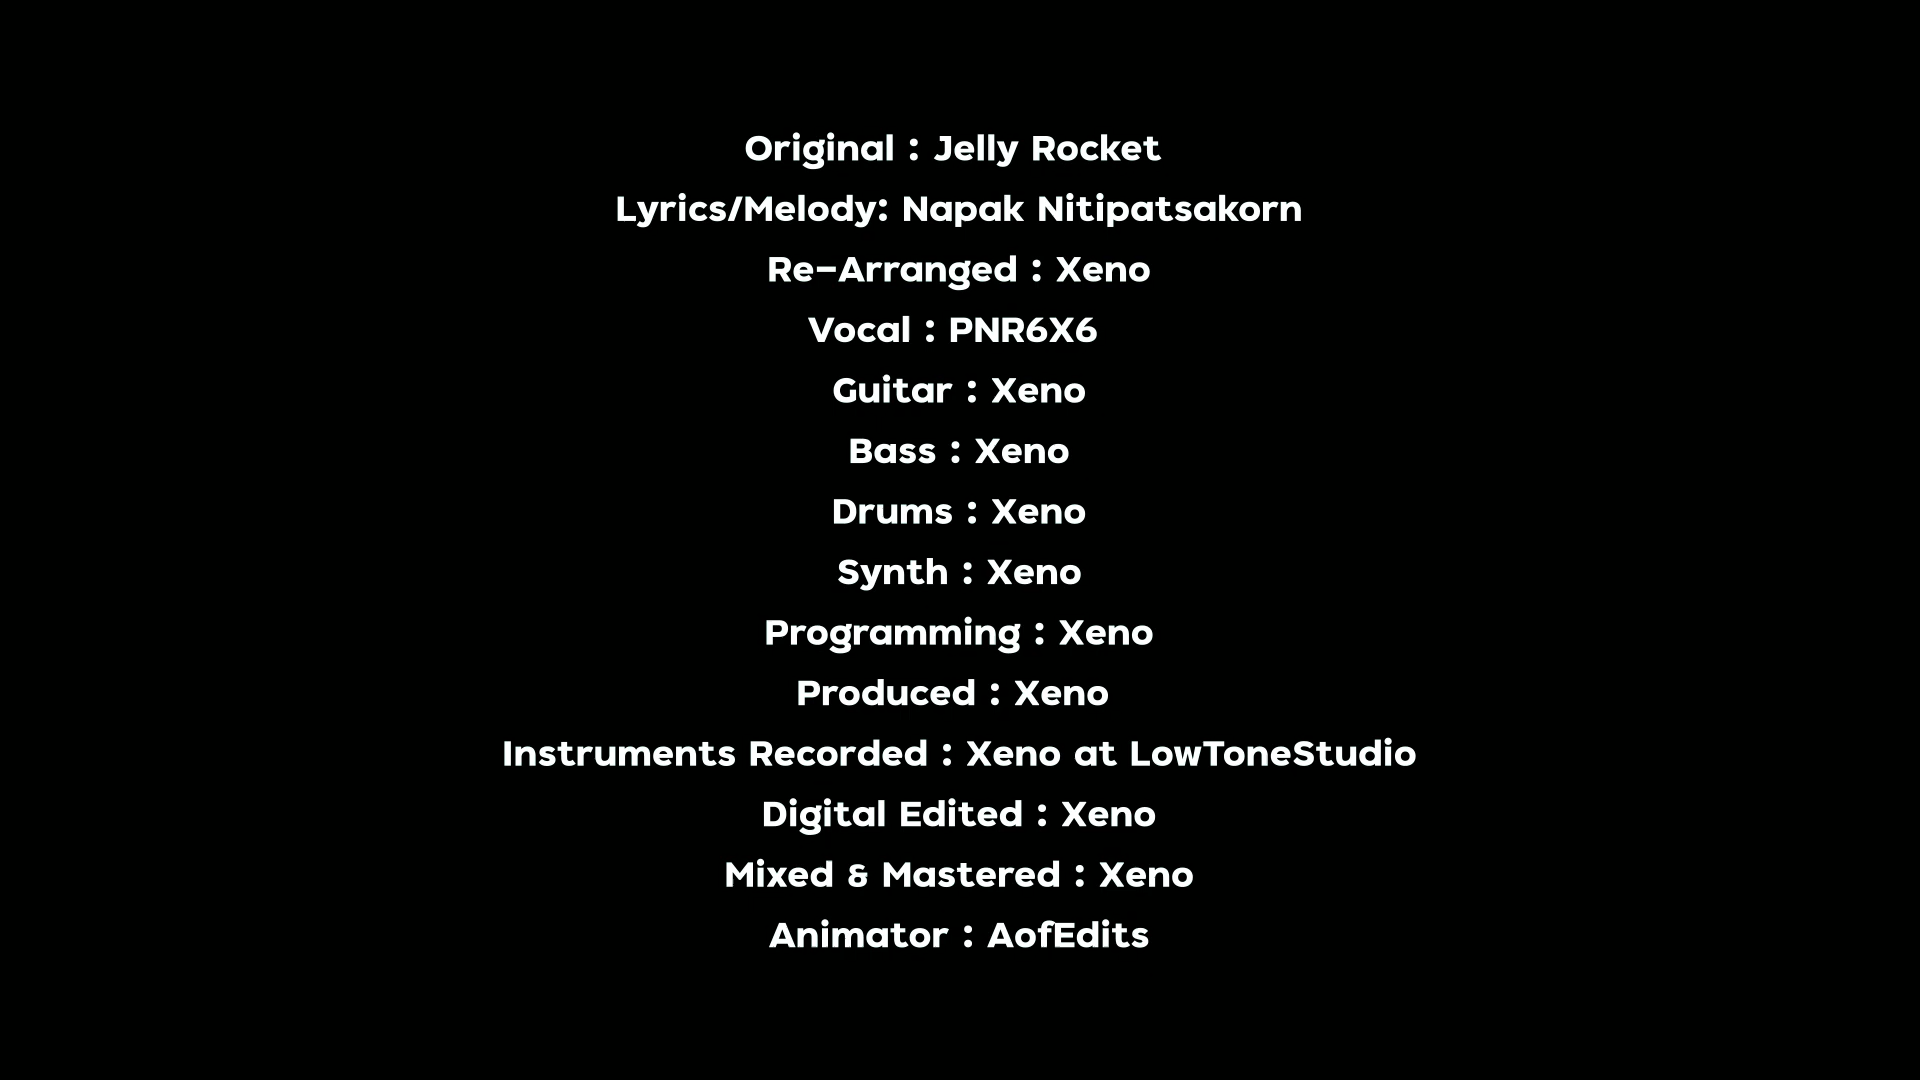 Original : Jelly Rocket
Lyrics/Melody: Napak Nitipatsakorn
Re-Arranged : Xeno
Vocal : PNR6X6
Guitar : Xeno
Bass : Xeno
Drums : Xeno
Synth : Xeno
Programming : Xeno
Produced : Xeno
Instruments Recorded : Xeno at LowToneStudio
Digital Edited : Xeno
Mixed & Mastered : Xeno
Animator : AofEdits